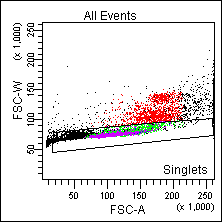 All Events
(x 1,000)
FSC-W
250
200
150
100
50
Singlets
50
100
150
200
250
FSC-A
(x 1,000)